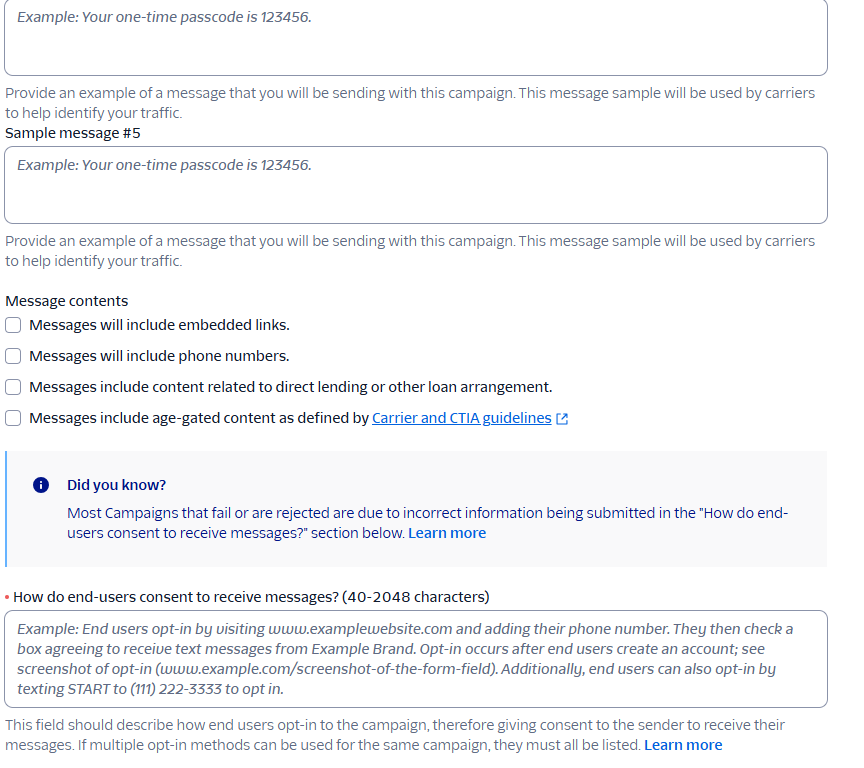 Example: Your one-time passcode is 123456.
Provide an example of a message that you will be sending with this campaign. This message sample will be used by carriers
to help identify your traffic.
Sample message #5
Example: Your one-time passcode is 123456.
Provide an example of a message that you will be sending with this campaign. This message sample will be used by carriers
to help identify your traffic.
Message contents
Messages will include embedded links.
Messages will include phone numbers.
Messages include content related to direct lending or other loan arrangement.
Messages include age-gated content as defined by Carrier and CTIA guidelines
Did you know?
Most Campaigns that fail or are rejected are due to incorrect information being submitted in the "How do end-
users consent to receive messages?" section below. Learn more
• How do end-users consent to receive messages? (40-2048 characters)
Example: End users opt-in by visiting www.examplewebsite.com and adding their phone number. They then check a
box agreeing to receive text messages from Example Brand. Opt-in occurs after end users create an account; see
screenshot of opt-in (www.example.com/screenshot-of-the-form-field). Additionally, end users can also opt-in by
texting START to (111) 222-3333 to opt in.
This field should describe how end users opt-in to the campaign, therefore giving consent to the sender to receive their
messages. If multiple opt-in methods can be used for the same campaign, they must all be listed. Learn more